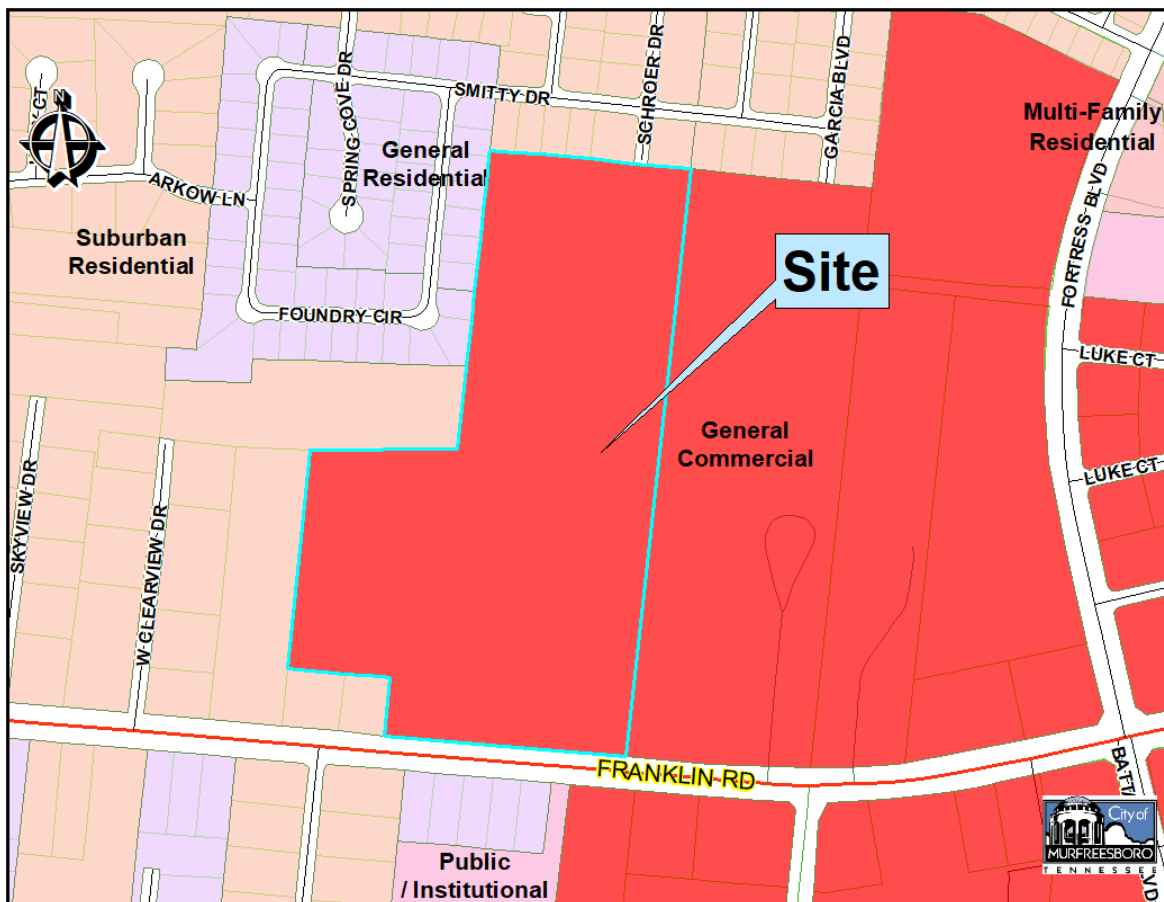 SMITTY DR
SPRING COVE DR
SCHROER DR
GARCIA BLVD
CT
N
ARKOW LN
General
Residential
Multi-Family
Residential
FORTRESS BLVD
Suburban
Residential
Site
FOUNDRY CIR
LUKE CT
General
Commercial
LUKE CT
SKYVIEW DR
W CLEARVIEW DR
FRANKLIN RD
Public
/ Institutional
City of
MURFREESBORO
TENNESSEE